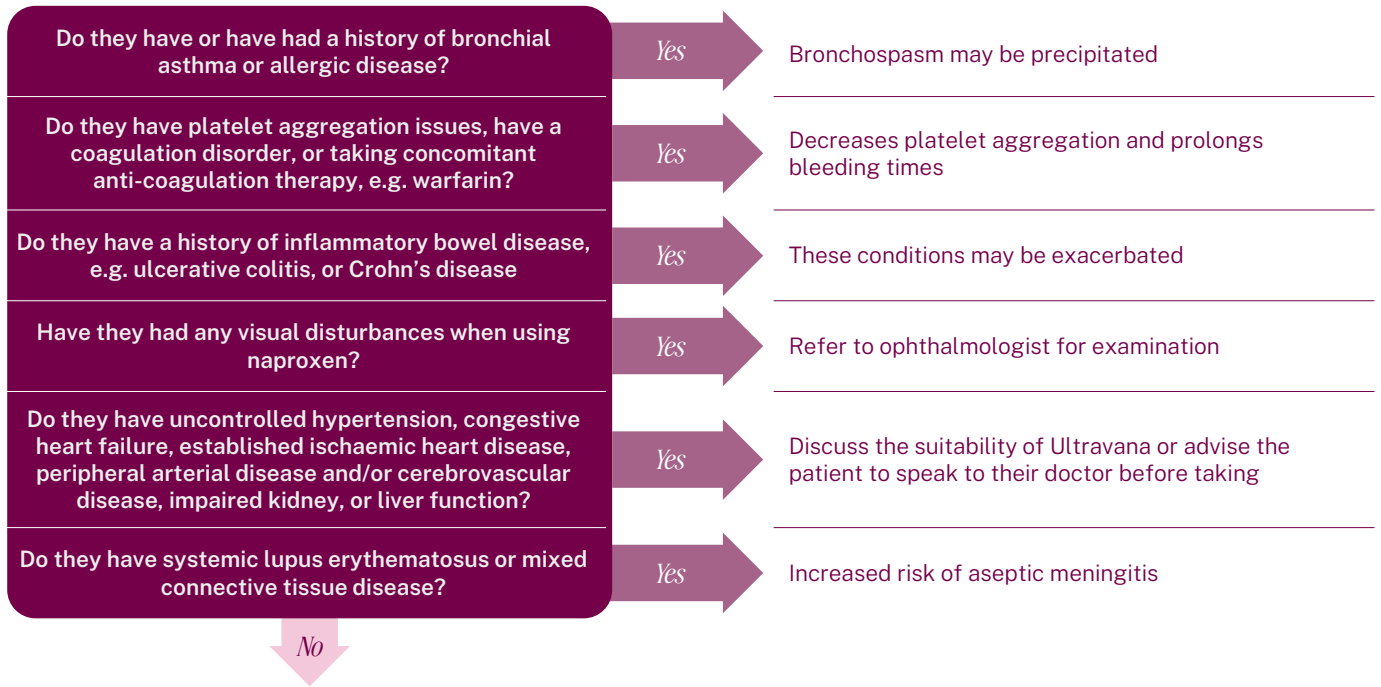 Do they have or have had a history of bronchial
asthma or allergic disease?
Yes
Bronchospasm may be precipitated
Do they have platelet aggregation issues, have a
coagulation disorder, or taking concomitant
anti-coagulation therapy, e.g. warfarin?
Yes
Decreases platelet aggregation and prolongs
bleeding times
Do they have a history of inflammatory bowel disease,
e.g. ulcerative colitis, or Crohn’s disease
Yes
These conditions may be exacerbated
Have they had any visual disturbances when using
naproxen?
Yes
Refer to ophthalmologist for examination
Do they have uncontrolled hypertension, congestive
heart failure, established ischaemic heart disease,
peripheral arterial disease and/or cerebrovascular
disease, impaired kidney, or liver function?
Yes
Discuss the suitability of Ultravana or advise the
patient to speak to their doctor before taking
Do they have systemic lupus erythematosus or mixed
connective tissue disease?
Yes
Increased risk of aseptic meningitis
No